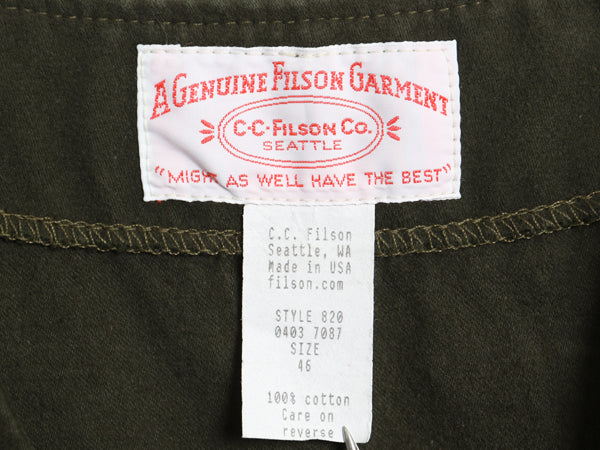 A GENUINE FILSON GARMENT
C·C·FILSON CO.
SEATTLE
"MIGHT AS WELL HAVE THE BEST"
C.C. Filson
Seattle, WA
Made in USA
filson.com
STYLE 820
0403 7087
SIZE
46
100% cotton
Care on
reverse